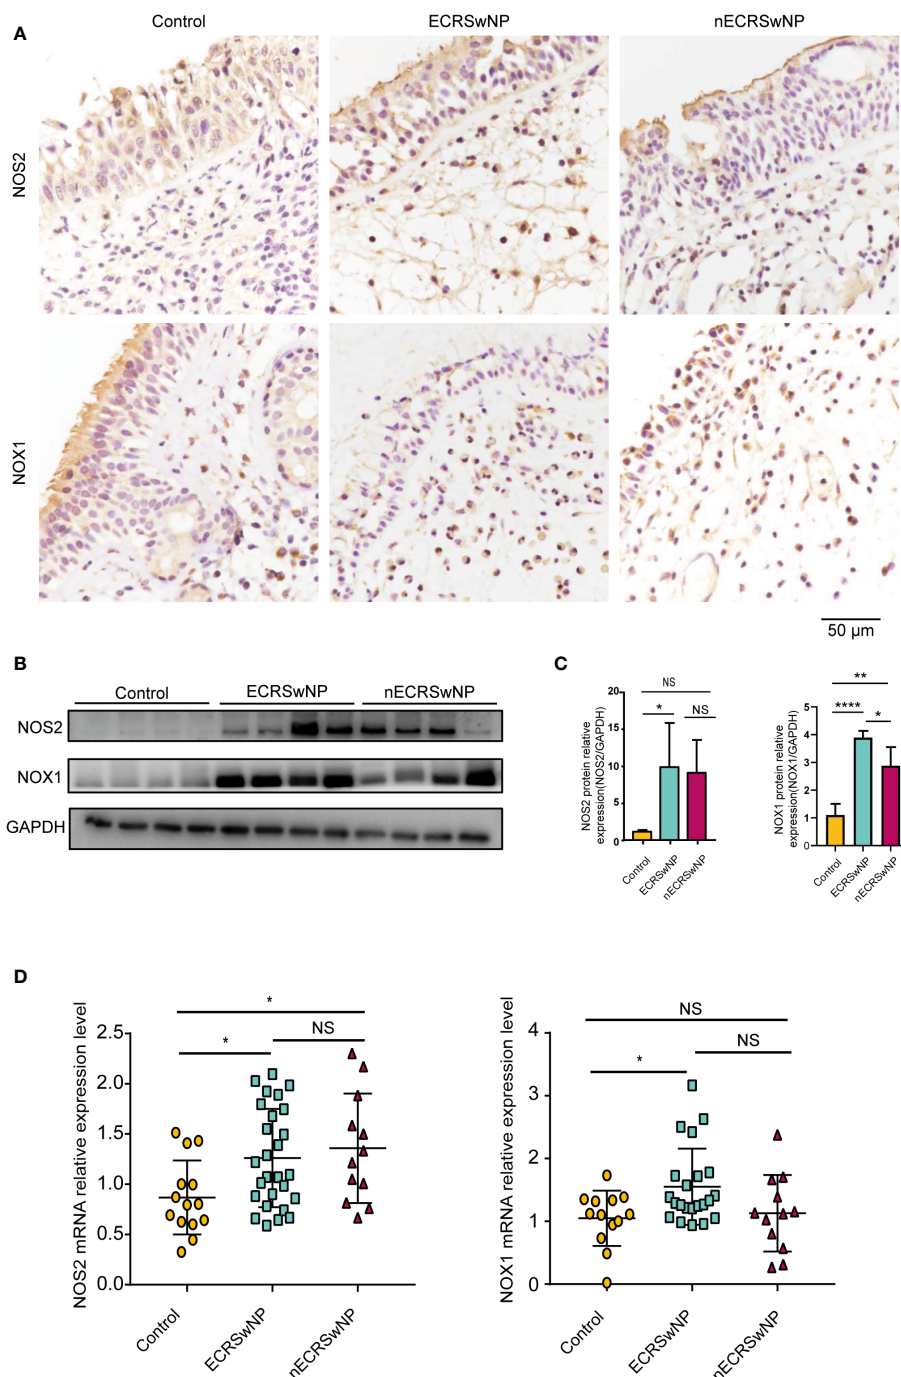 A
Control
ECRSwNP
nECRSwNP
NOS2
NOX1
50 µm
B
Control
ECRSwNP
nECRSwNP
NOS2
NOX1
GAPDH
C
NOS2 protein relative
expression(NOS2/GAPDH)
20
15
10
5
0
NS
*
NS
Control
ECRSwNP
nECRSwNP
NOX1 protein relative
expression(NOX1/GAPDH)
5
4
3
2
1
0
**
****
*
Control
ECRSwNP
nECRSwNP
D
NOS2 mRNA relative expression level
2.5
2.0
1.5
1.0
0.5
0.0
*
*
NS
Control
ECRSwNP
nECRSwNP
NOX1 mRNA relative expression level
4
3
2
1
0
NS
*
NS
Control
ECRSwNP
nECRSwNP